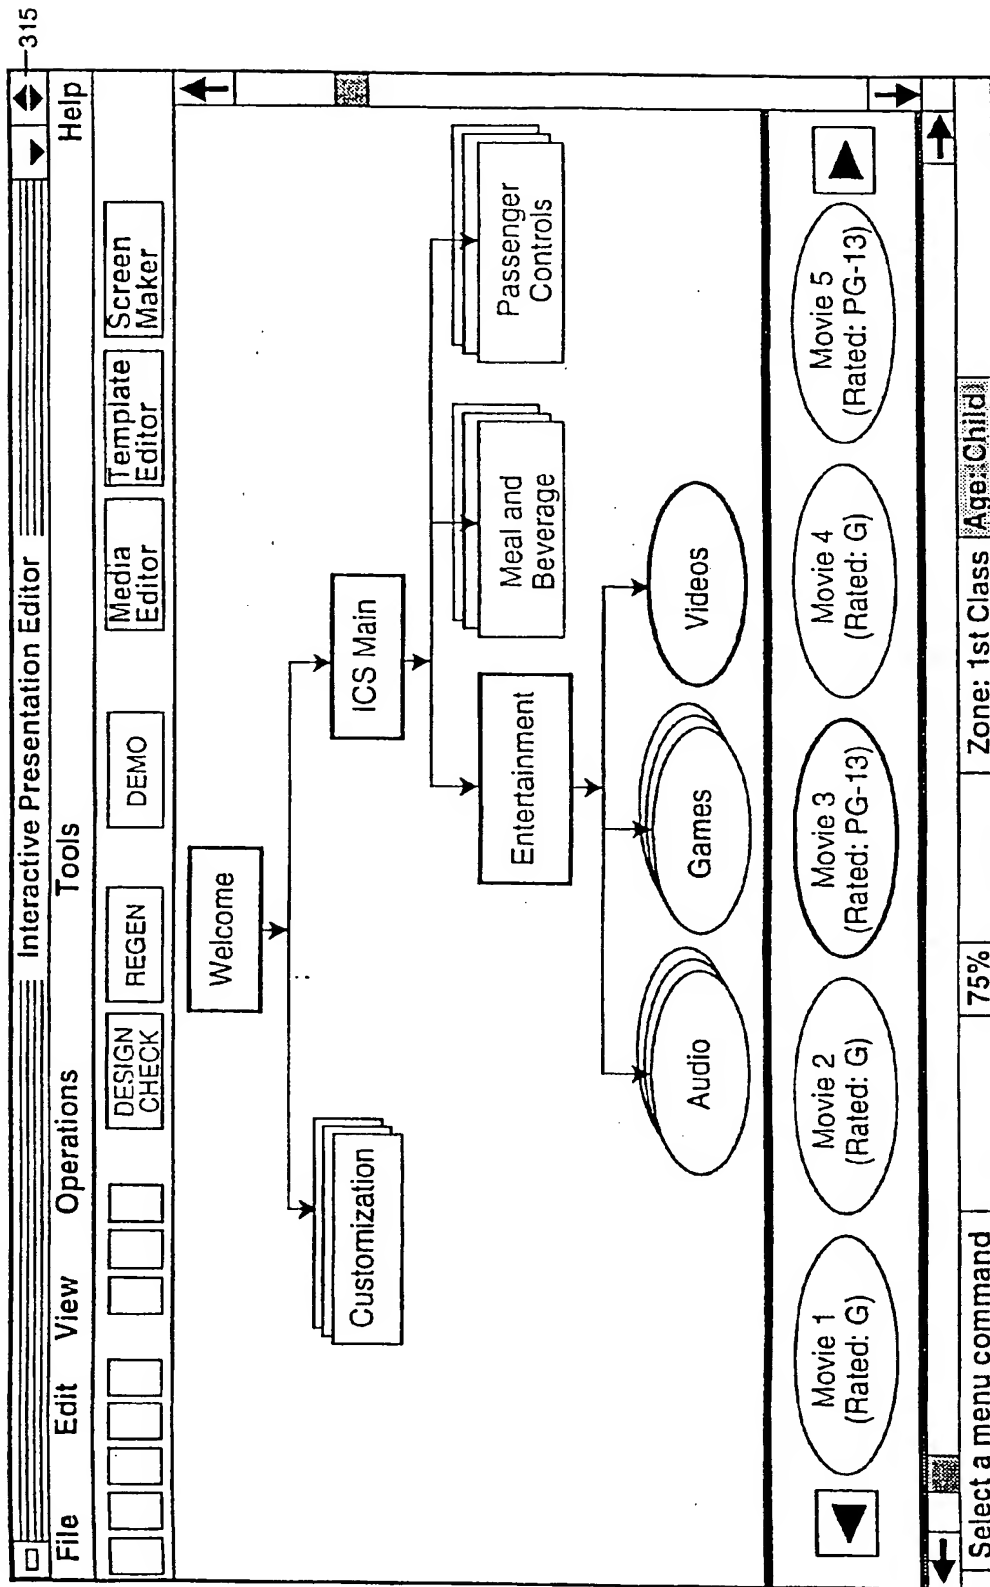 315
Interactive Presentation Editor
File Edit View Operations Tools Help
DESIGN
CHECK
REGEN
DEMO
Media
Editor
Template
Editor
Screen
Maker
Welcome
Customization
ICS Main
Entertainment
Meal and
Beverage
Passenger
Controls
Audio
Games
Videos
Movie 1
(Rated: G)
Movie 2
(Rated: G)
Movie 3
(Rated: PG-13)
Movie 4
(Rated: G)
Movie 5
(Rated: PG-13)
Select a menu command
75%
Zone: 1st Class
Age: Child